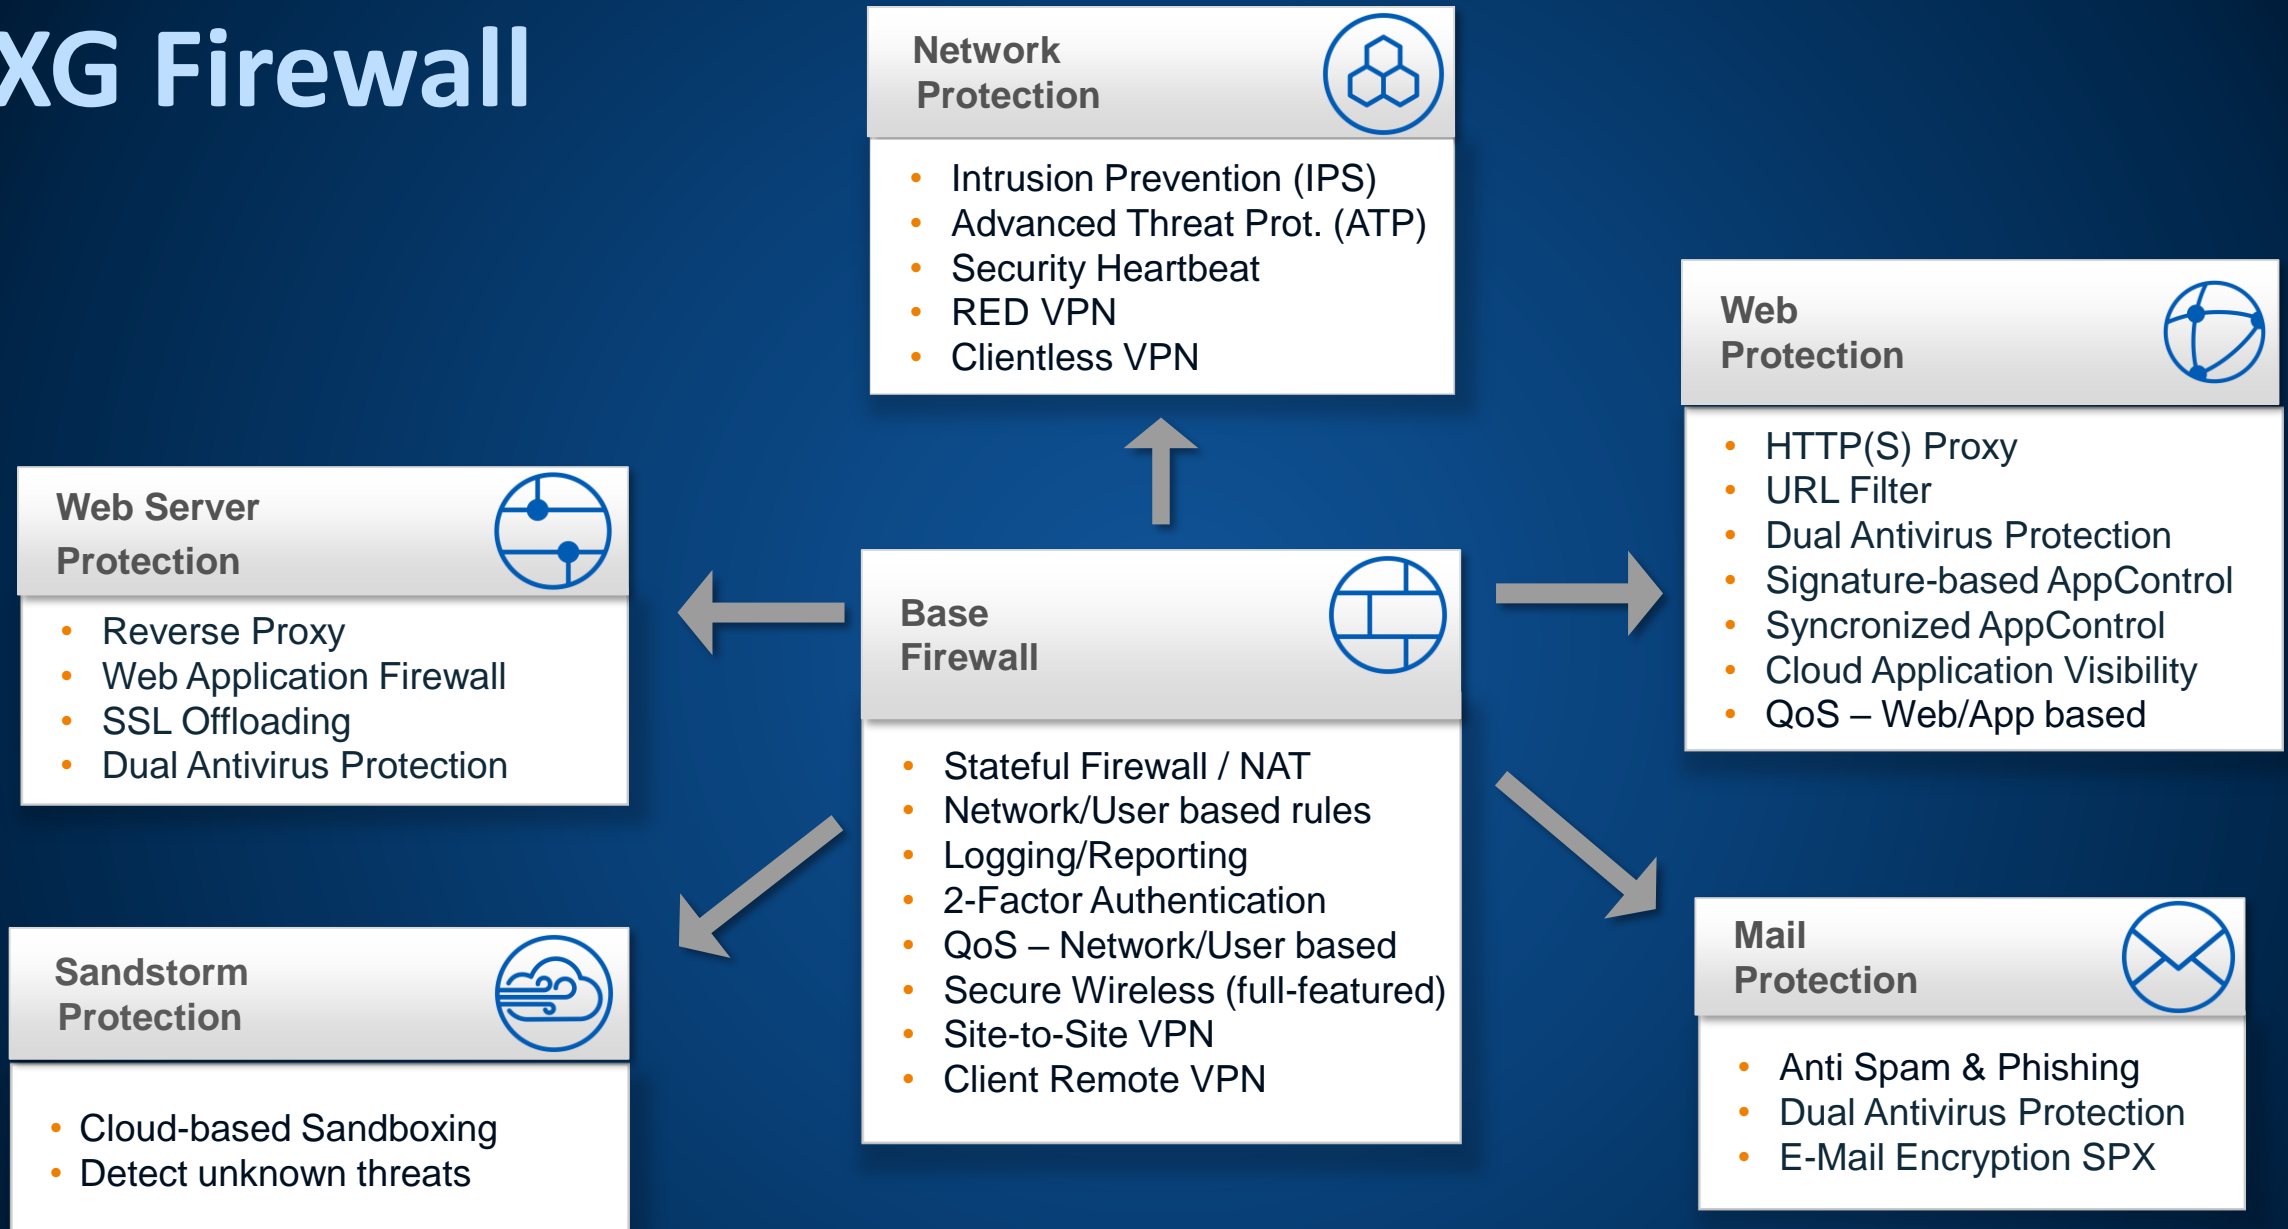 XG Firewall
Network
Protection
• Intrusion Prevention (IPS)
• Advanced Threat Prot. (ATP)
• Security Heartbeat
• RED VPN
• Clientless VPN
Web
Protection
• HTTP(S) Proxy
• URL Filter
• Dual Antivirus Protection
• Signature-based AppControl
• Syncronized AppControl
• Cloud Application Visibility
• QoS – Web/App based
Web Server
Protection
• Reverse Proxy
• Web Application Firewall
• SSL Offloading
• Dual Antivirus Protection
Base
Firewall
• Stateful Firewall / NAT
• Network/User based rules
• Logging/Reporting
• 2-Factor Authentication
• QoS – Network/User based
• Secure Wireless (full-featured)
• Site-to-Site VPN
• Client Remote VPN
Sandstorm
Protection
• Cloud-based Sandboxing
• Detect unknown threats
Mail
Protection
• Anti Spam & Phishing
• Dual Antivirus Protection
• E-Mail Encryption SPX